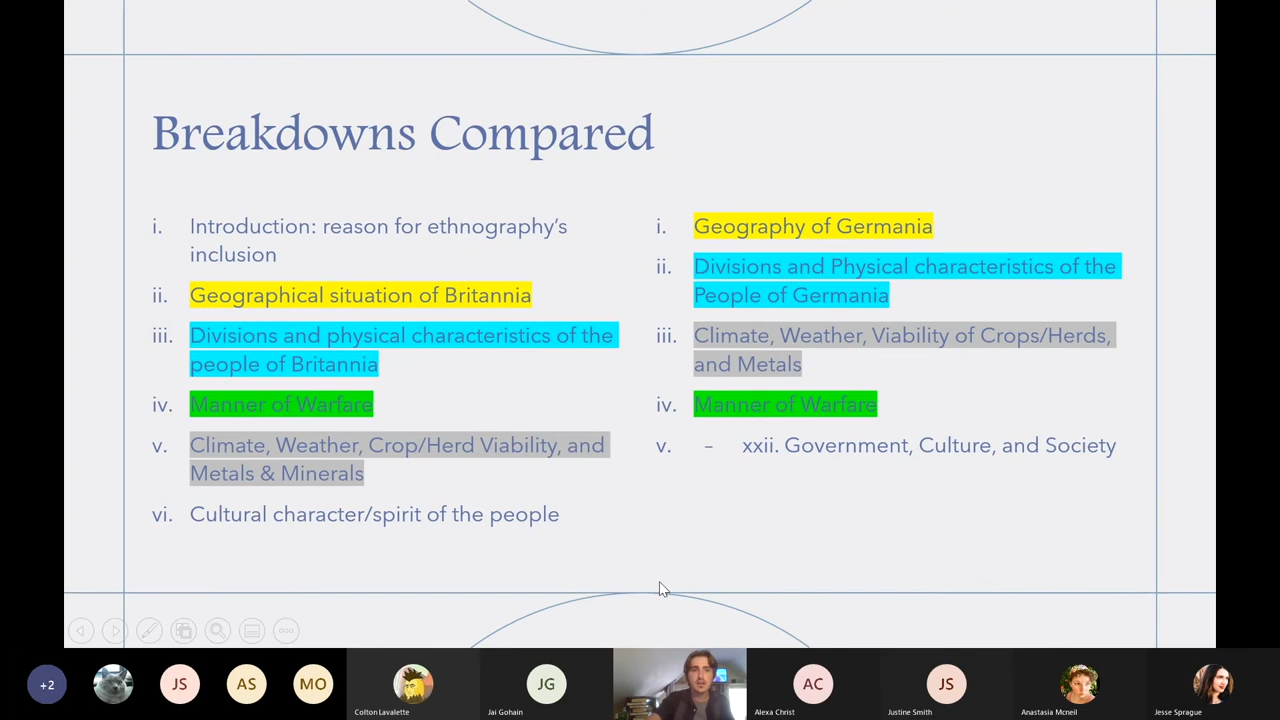 Breakdowns Compared
i. Introduction: reason for ethnography's
inclusion
ii. Geographical situation of Britannia
iii. Divisions and physical characteristics of the
people of Britannia
iv. Manner of Warfare
v. Climate, Weather, Crop/Herd Viability, and
Metals & Minerals
vi. Cultural character/spirit of the people
i. Geography of Germania
ii. Divisions and Physical characteristics of the
People of Germania
iii. Climate, Weather, Viability of Crops/Herds,
and Metals
iv. Manner of Warfare
v. – xxii. Government, Culture, and Society
+2
JS
AS
MO
Colton Lavalette
JG
Jai Gohain
AC
Alexa Christ
JS
Justine Smith
Anastasia Mcneil
Jesse Sprague